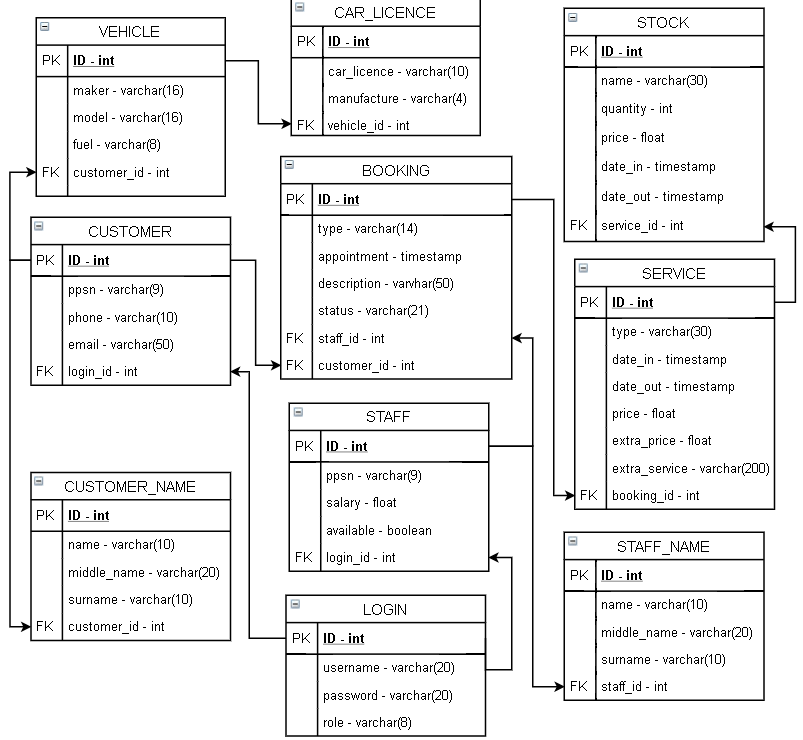 VEHICLE
PK ID - int
maker - varchar(16)
model - varchar(16)
fuel - varchar(8)
FK customer_id - int
CAR_LICENCE
PK ID - int
car_licence - varchar(10)
manufacture - varchar(4)
FK vehicle_id - int
STOCK
PK ID - int
name - varchar(30)
quantity - int
price - float
date_in - timestamp
date_out - timestamp
FK service_id - int
CUSTOMER
PK ID - int
ppsn - varchar(9)
phone - varchar(10)
email - varchar(50)
FK login_id - int
BOOKING
PK ID - int
type - varchar(14)
appointment - timestamp
description - varvhar(50)
status - varchar(21)
FK staff_id - int
FK customer_id - int
SERVICE
PK ID - int
type - varchar(30)
date_in - timestamp
date_out - timestamp
price - float
extra_price - float
extra_service - varchar(200)
FK booking_id - int
STAFF
PK ID - int
ppsn - varchar(9)
salary - float
available - boolean
FK login_id - int
CUSTOMER_NAME
PK ID - int
name - varchar(10)
middle_name - varchar(20)
surname - varchar(10)
FK customer_id - int
LOGIN
PK ID - int
username - varchar(20)
password - varchar(20)
role - varchar(8)
STAFF_NAME
PK ID - int
name - varchar(10)
middle_name - varchar(20)
surname - varchar(10)
FK staff_id - int